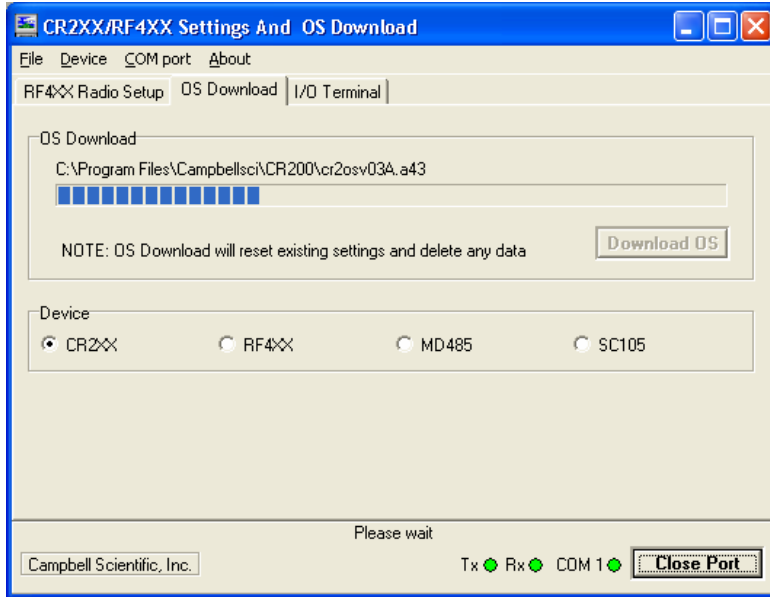 CR2XX/RF4XX Settings And OS Download
File Device COM port About
RF4XX Radio Setup OS Download I/O Terminal
OS Download
C:\Program Files\Campbellsci\CR200\cr2osv03A.a43
NOTE: OS Download will reset existing settings and delete any data
Download OS
Device
CR2XX RF4XX MD485 SC105
Please wait
Campbell Scientific, Inc. Tx Rx COM 1 Close Port